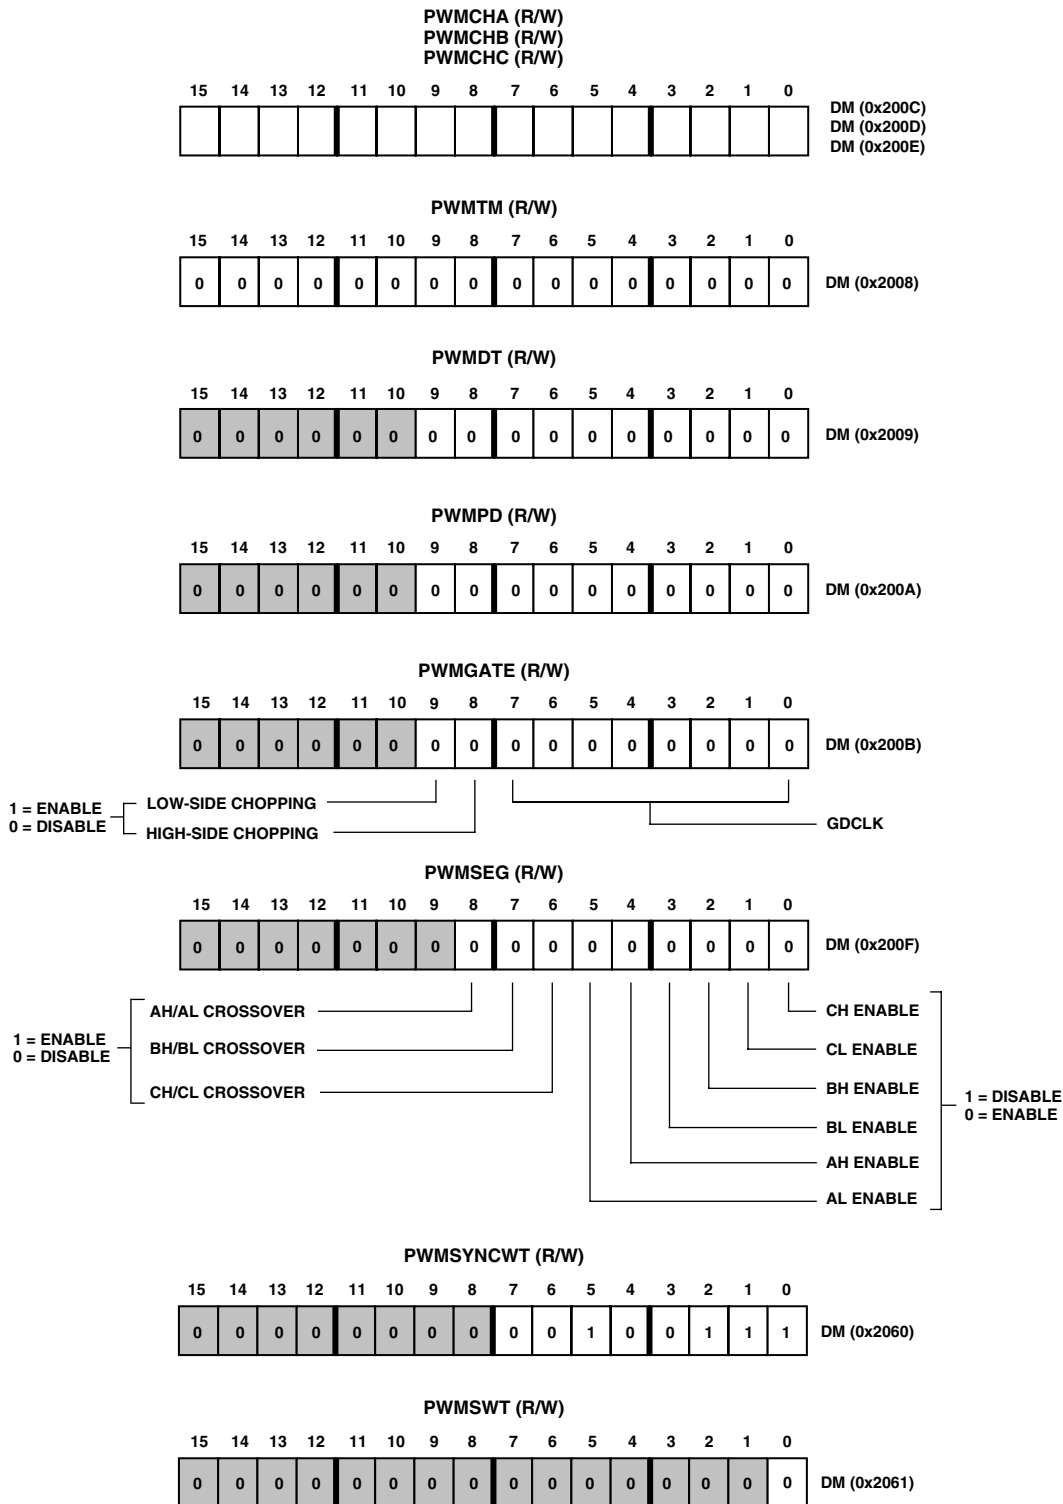 PWMCHA (R/W)
PWMCHB (R/W)
PWMCHC (R/W)
15 14 13 12 11 10 9 8 7 6 5 4 3 2 1 0
DM (0x200C)
DM (0x200D)
DM (0x200E)
PWMTM (R/W)
15 14 13 12 11 10 9 8 7 6 5 4 3 2 1 0
0 0 0 0 0 0 0 0 0 0 0 0 0 0 0 0 DM (0x2008)
PWMDT (R/W)
15 14 13 12 11 10 9 8 7 6 5 4 3 2 1 0
0 0 0 0 0 0 0 0 0 0 0 0 0 0 0 0 DM (0x2009)
PWMPD (R/W)
15 14 13 12 11 10 9 8 7 6 5 4 3 2 1 0
0 0 0 0 0 0 0 0 0 0 0 0 0 0 0 0 DM (0x200A)
PWMGATE (R/W)
15 14 13 12 11 10 9 8 7 6 5 4 3 2 1 0
0 0 0 0 0 0 0 0 0 0 0 0 0 0 0 0 DM (0x200B)
1 = ENABLE
0 = DISABLE
LOW-SIDE CHOPPING
HIGH-SIDE CHOPPING
GDCLK
PWMSEG (R/W)
15 14 13 12 11 10 9 8 7 6 5 4 3 2 1 0
0 0 0 0 0 0 0 0 0 0 0 0 0 0 0 0 DM (0x200F)
1 = ENABLE
0 = DISABLE
AH/AL CROSSOVER
BH/BL CROSSOVER
CH/CL CROSSOVER
CH ENABLE
CL ENABLE
BH ENABLE
BL ENABLE
AH ENABLE
AL ENABLE
1 = DISABLE
0 = ENABLE
PWMSYNCWT (R/W)
15 14 13 12 11 10 9 8 7 6 5 4 3 2 1 0
0 0 0 0 0 0 0 0 0 0 1 0 0 1 1 1 DM (0x2060)
PWMSWT (R/W)
15 14 13 12 11 10 9 8 7 6 5 4 3 2 1 0
0 0 0 0 0 0 0 0 0 0 0 0 0 0 0 0 DM (0x2061)